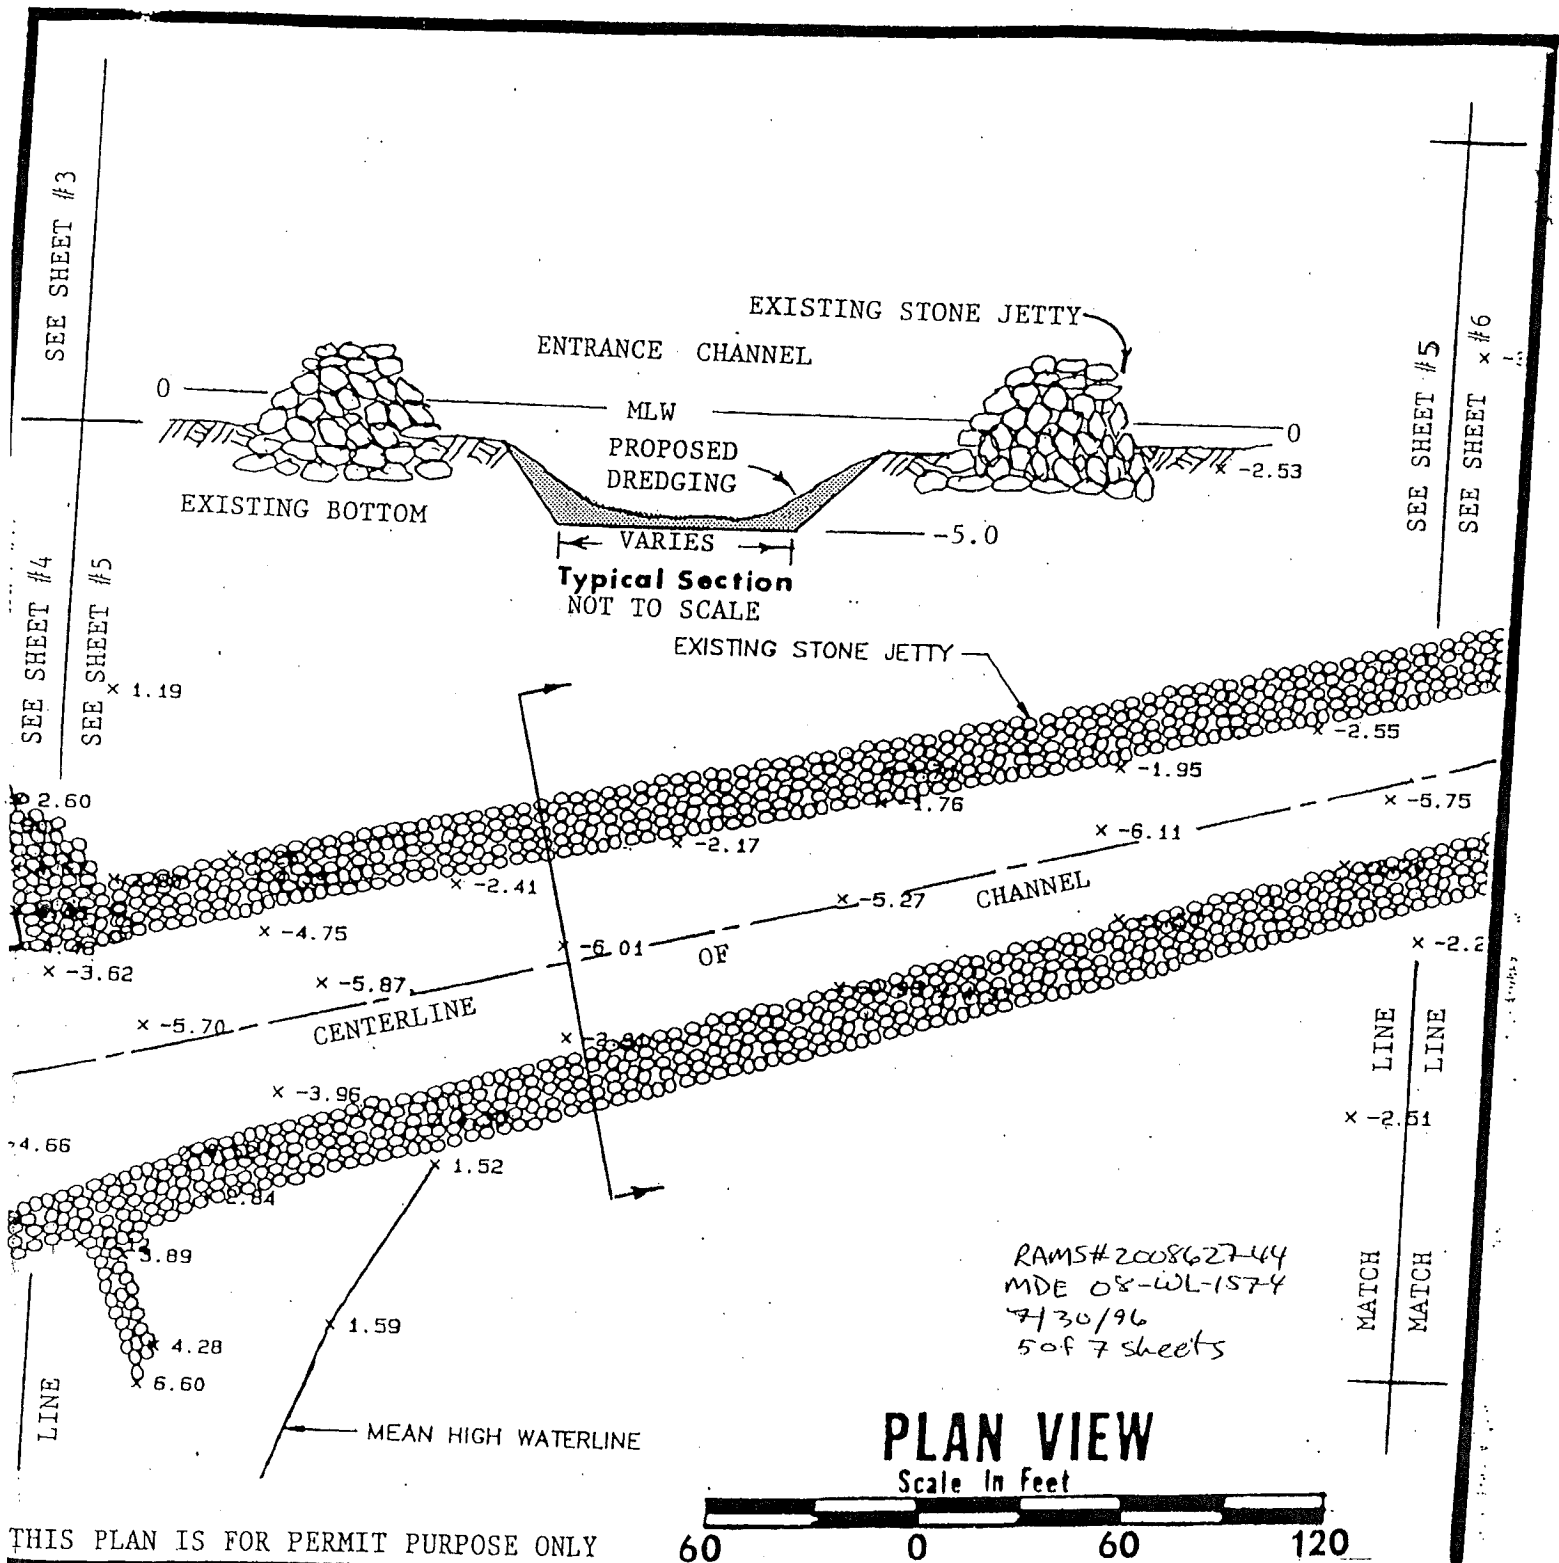 SEE SHEET #3
EXISTING STONE JETTY
ENTRANCE CHANNEL
0
MLW
0
PROPOSED
DREDGING
-2.53
EXISTING BOTTOM
-5.0
VARIES
Typical Section
NOT TO SCALE
SEE SHEET #5
SEE SHEET #6
SEE SHEET #4
SEE SHEET #5
1.19
EXISTING STONE JETTY
-2.55
2.60
-1.95
-1.76
-5.75
-6.11
-2.17
-2.41
-5.27
CHANNEL
-4.75
-6.01
OF
-2.2
-3.62
-5.87
-5.70
CENTERLINE
-3.96
-2.51
4.66
1.52
2.84
3.89
1.59
4.28
6.60
LINE
LINE
MATCH
MATCH
LINE
RAMS# 200862744
MDE 08-WL-1574
7/30/96
5 of 7 sheets
MEAN HIGH WATERLINE
PLAN VIEW
Scale In Feet
60 0 60 120
THIS PLAN IS FOR PERMIT PURPOSE ONLY